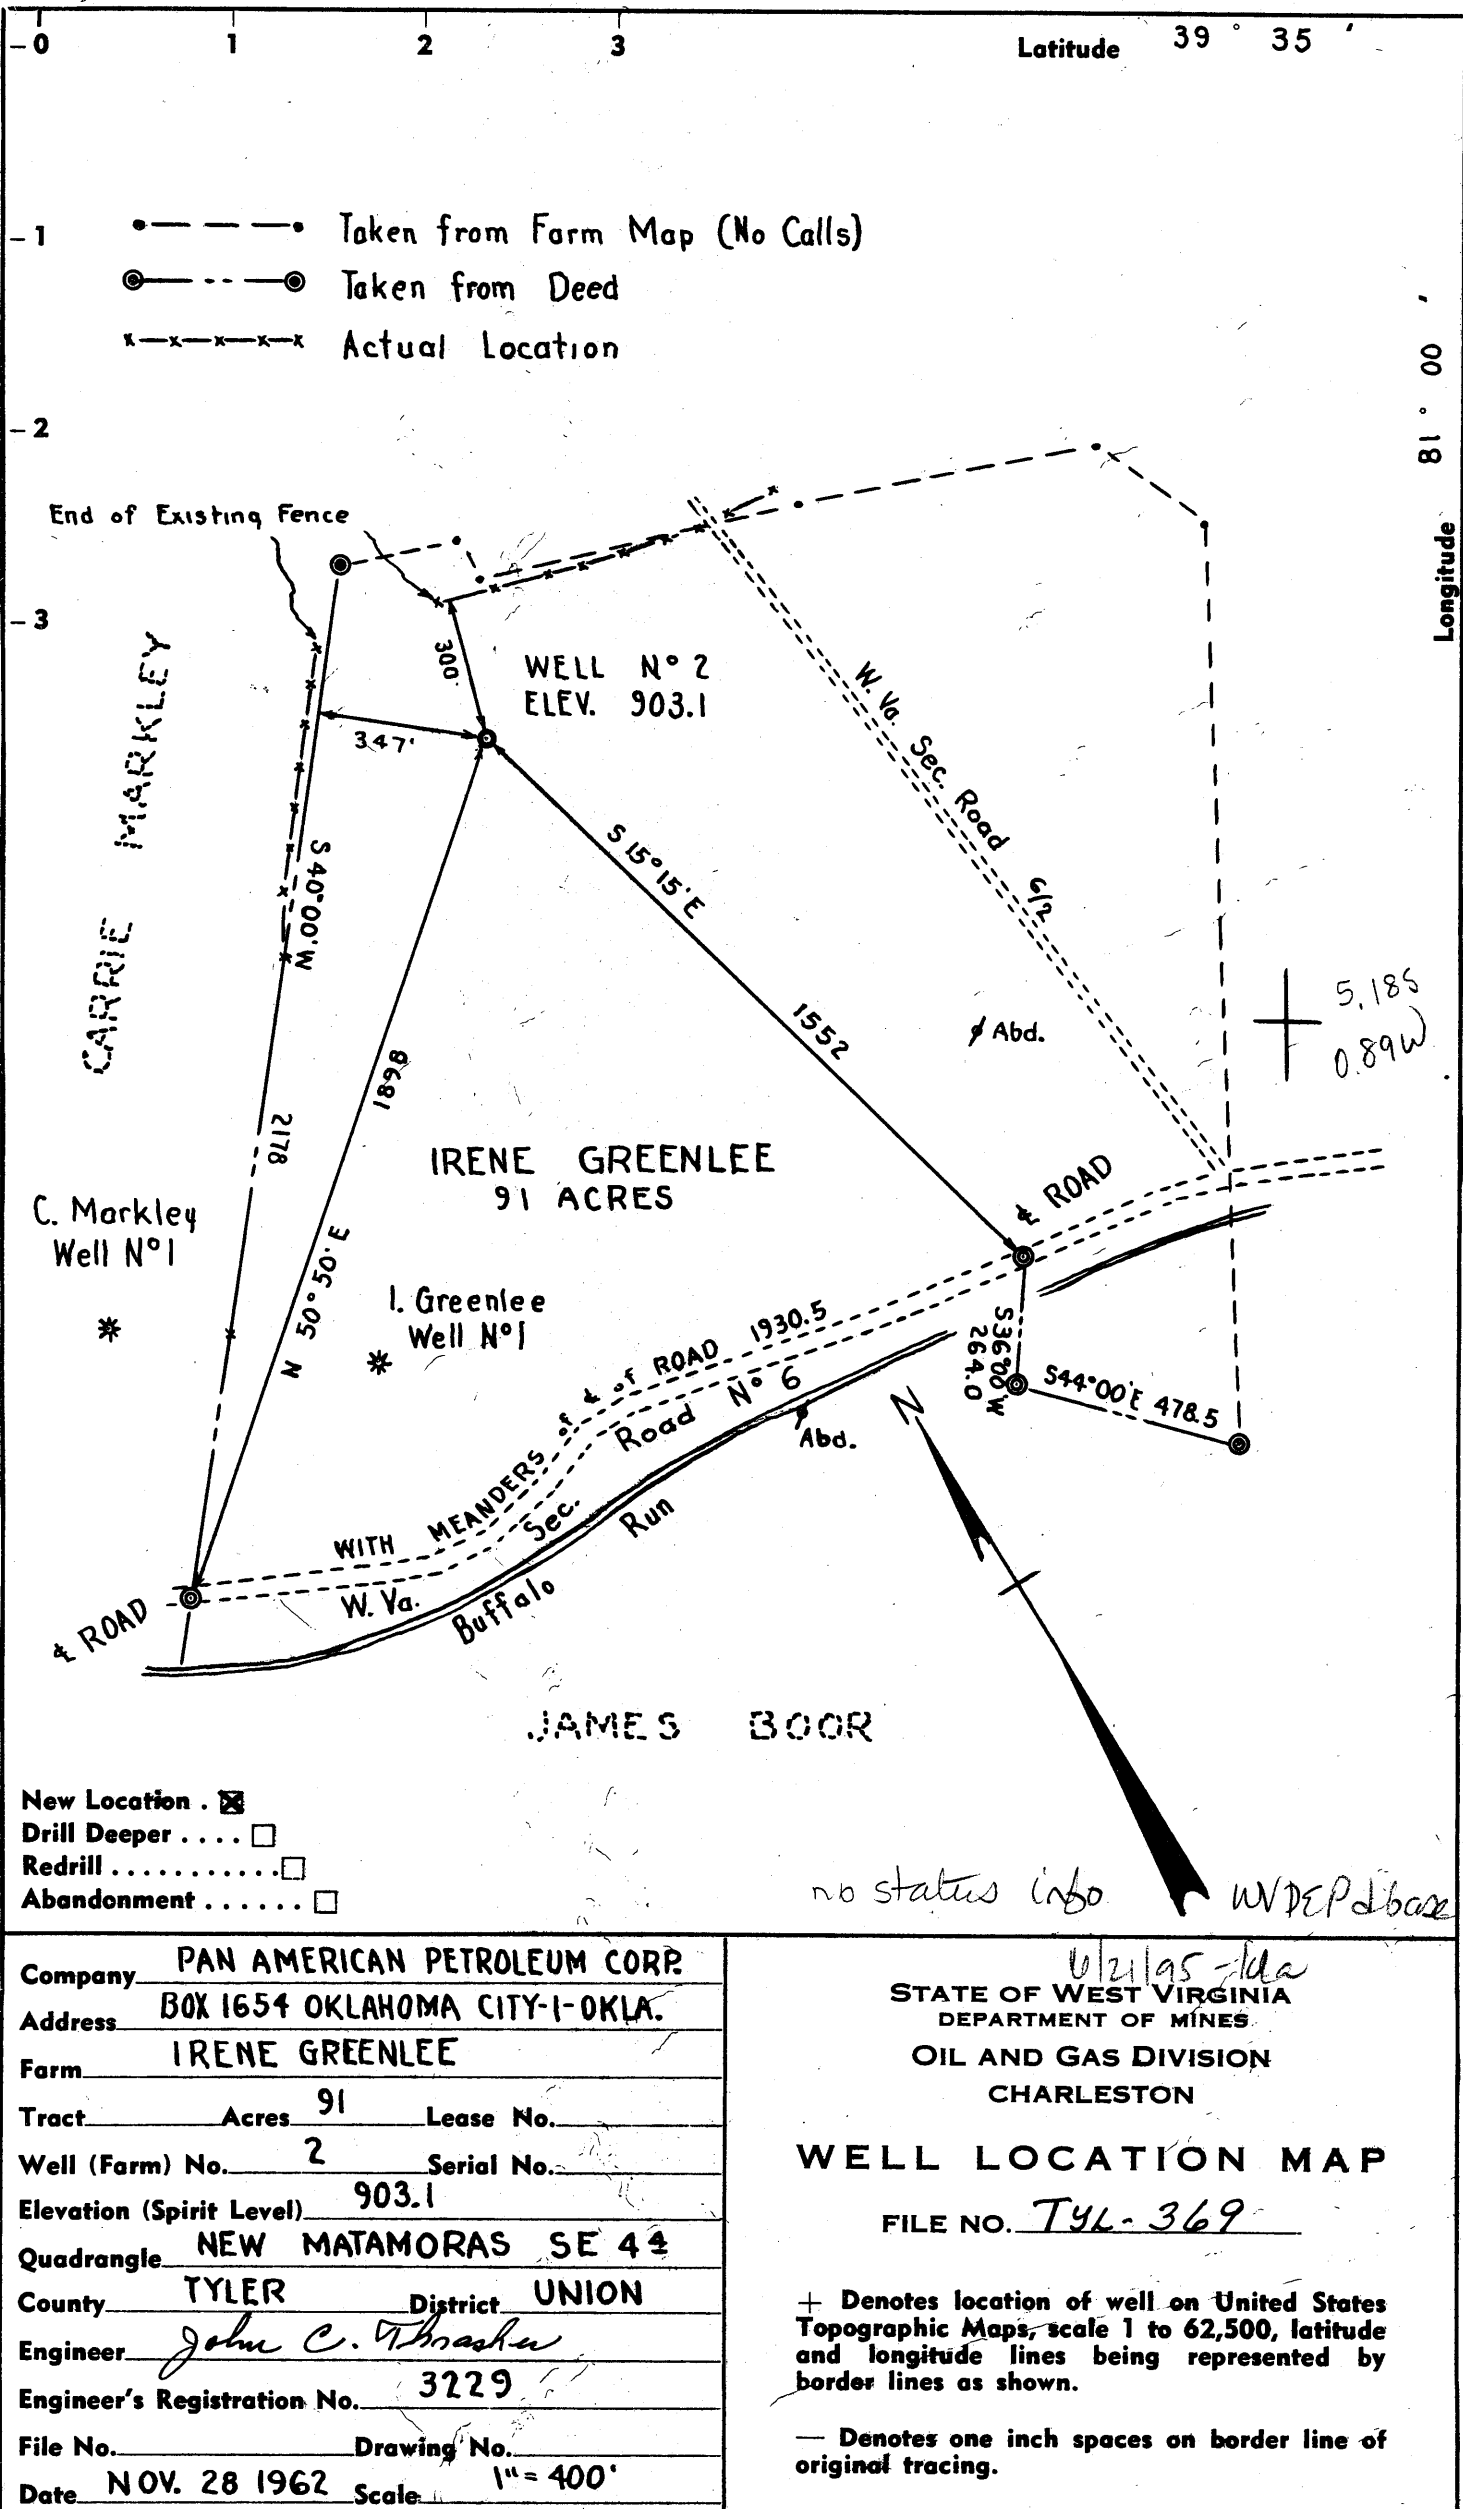 -0 1 2 3 Latitude 39° 35'
-1
-2
-3
81° 00'
Longitude
Taken from Farm Map (No Calls)
Taken from Deed
Actual Location
End of Existing Fence
CARRIE MARKLEY
300'
WELL Nº 2
ELEV. 903.1
347'
W. Va. Sec. Road 6/2
S 40°00' W
2178
S 15°15' E
1552
1898
N 50°50' E
Abd.
5.18S
0.89W
IRENE GREENLEE
91 ACRES
C. Markley
Well Nº 1
I. Greenlee
Well Nº 1
℄ ROAD
WITH MEANDERS of ℄ of ROAD 1930.5
W. Va. Sec. Road Nº 6
Abd.
S36°00'W
264.0
S44°00'E 478.5
N
Buffalo Run
℄ ROAD
JAMES BOOR
New Location . ☒
Drill Deeper . . . . ☐
Redrill . . . . . . . . . . . ☐
Abandonment . . . . . . ☐
no status info WVDEP dbase
6/21/95
Company PAN AMERICAN PETROLEUM CORP.
Address BOX 1654 OKLAHOMA CITY-1-OKLA.
Farm IRENE GREENLEE
Tract Acres 91 Lease No.
Well (Farm) No. 2 Serial No.
Elevation (Spirit Level) 903.1
Quadrangle NEW MATAMORAS SE 4
County TYLER District UNION
Engineer John C. Thrasher
Engineer's Registration No. 3229
File No. Drawing No.
Date NOV. 28 1962 Scale 1" = 400'
STATE OF WEST VIRGINIA
DEPARTMENT OF MINES
OIL AND GAS DIVISION
CHARLESTON
WELL LOCATION MAP
FILE NO. TYL-369
+ Denotes location of well on United States
Topographic Maps, scale 1 to 62,500, latitude
and longitude lines being represented by
border lines as shown.
— Denotes one inch spaces on border line of
original tracing.